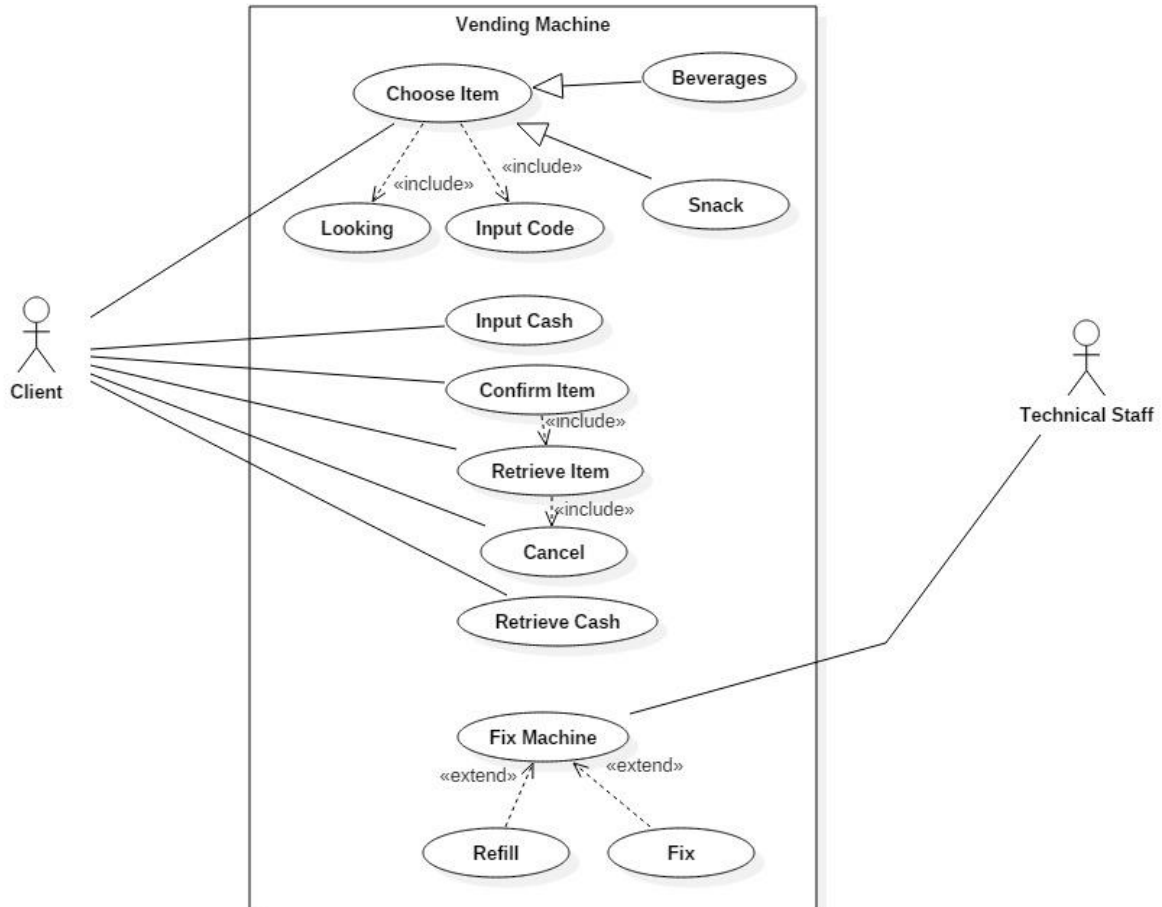 Vending Machine
Beverages
Choose Item
«include»
«include»
Snack
Looking
Input Code
Input Cash
Client
Confirm Item
Technical Staff
«include»
Retrieve Item
«include»
Cancel
Retrieve Cash
Fix Machine
«extend»
«extend»
Refill
Fix